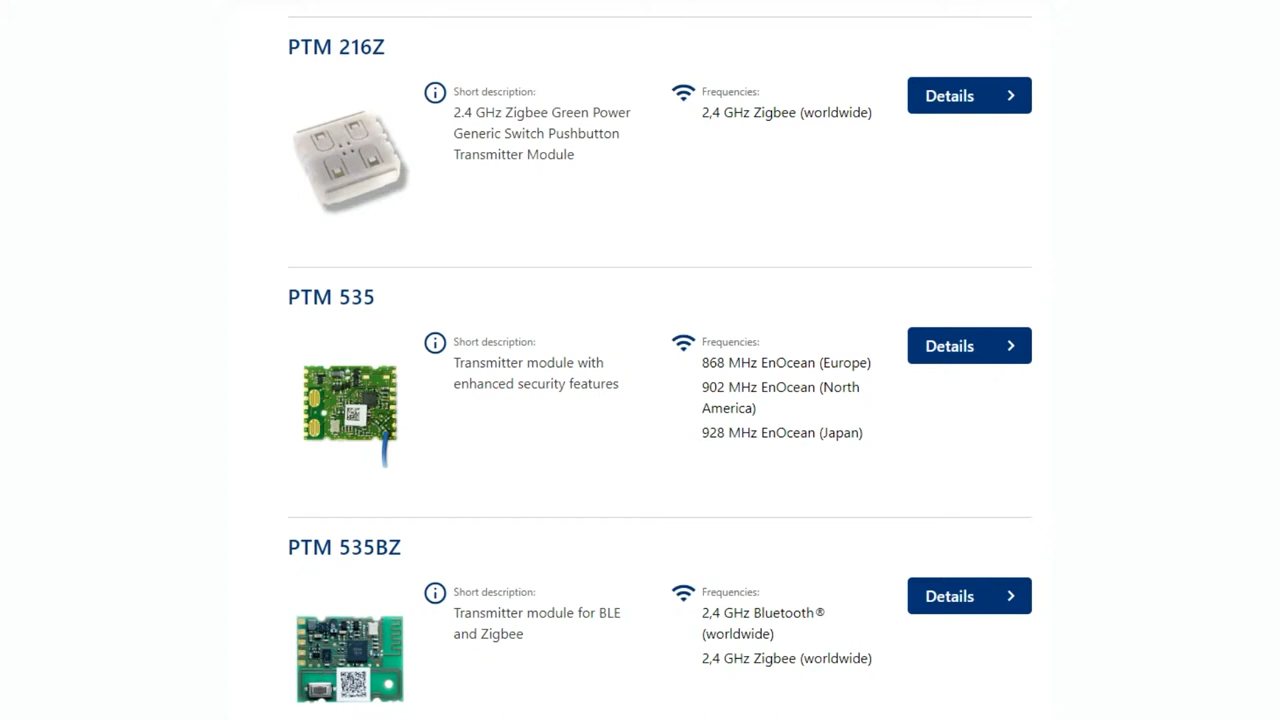 PTM 216Z
Short description:
2.4 GHz Zigbee Green Power
Generic Switch Pushbutton
Transmitter Module
Frequencies:
2,4 GHz Zigbee (worldwide)
Details
PTM 535
Short description:
Transmitter module with
enhanced security features
Frequencies:
868 MHz EnOcean (Europe)
902 MHz EnOcean (North
America)
928 MHz EnOcean (Japan)
Details
PTM 535BZ
Short description:
Transmitter module for BLE
and Zigbee
Frequencies:
2,4 GHz Bluetooth®
(worldwide)
2,4 GHz Zigbee (worldwide)
Details